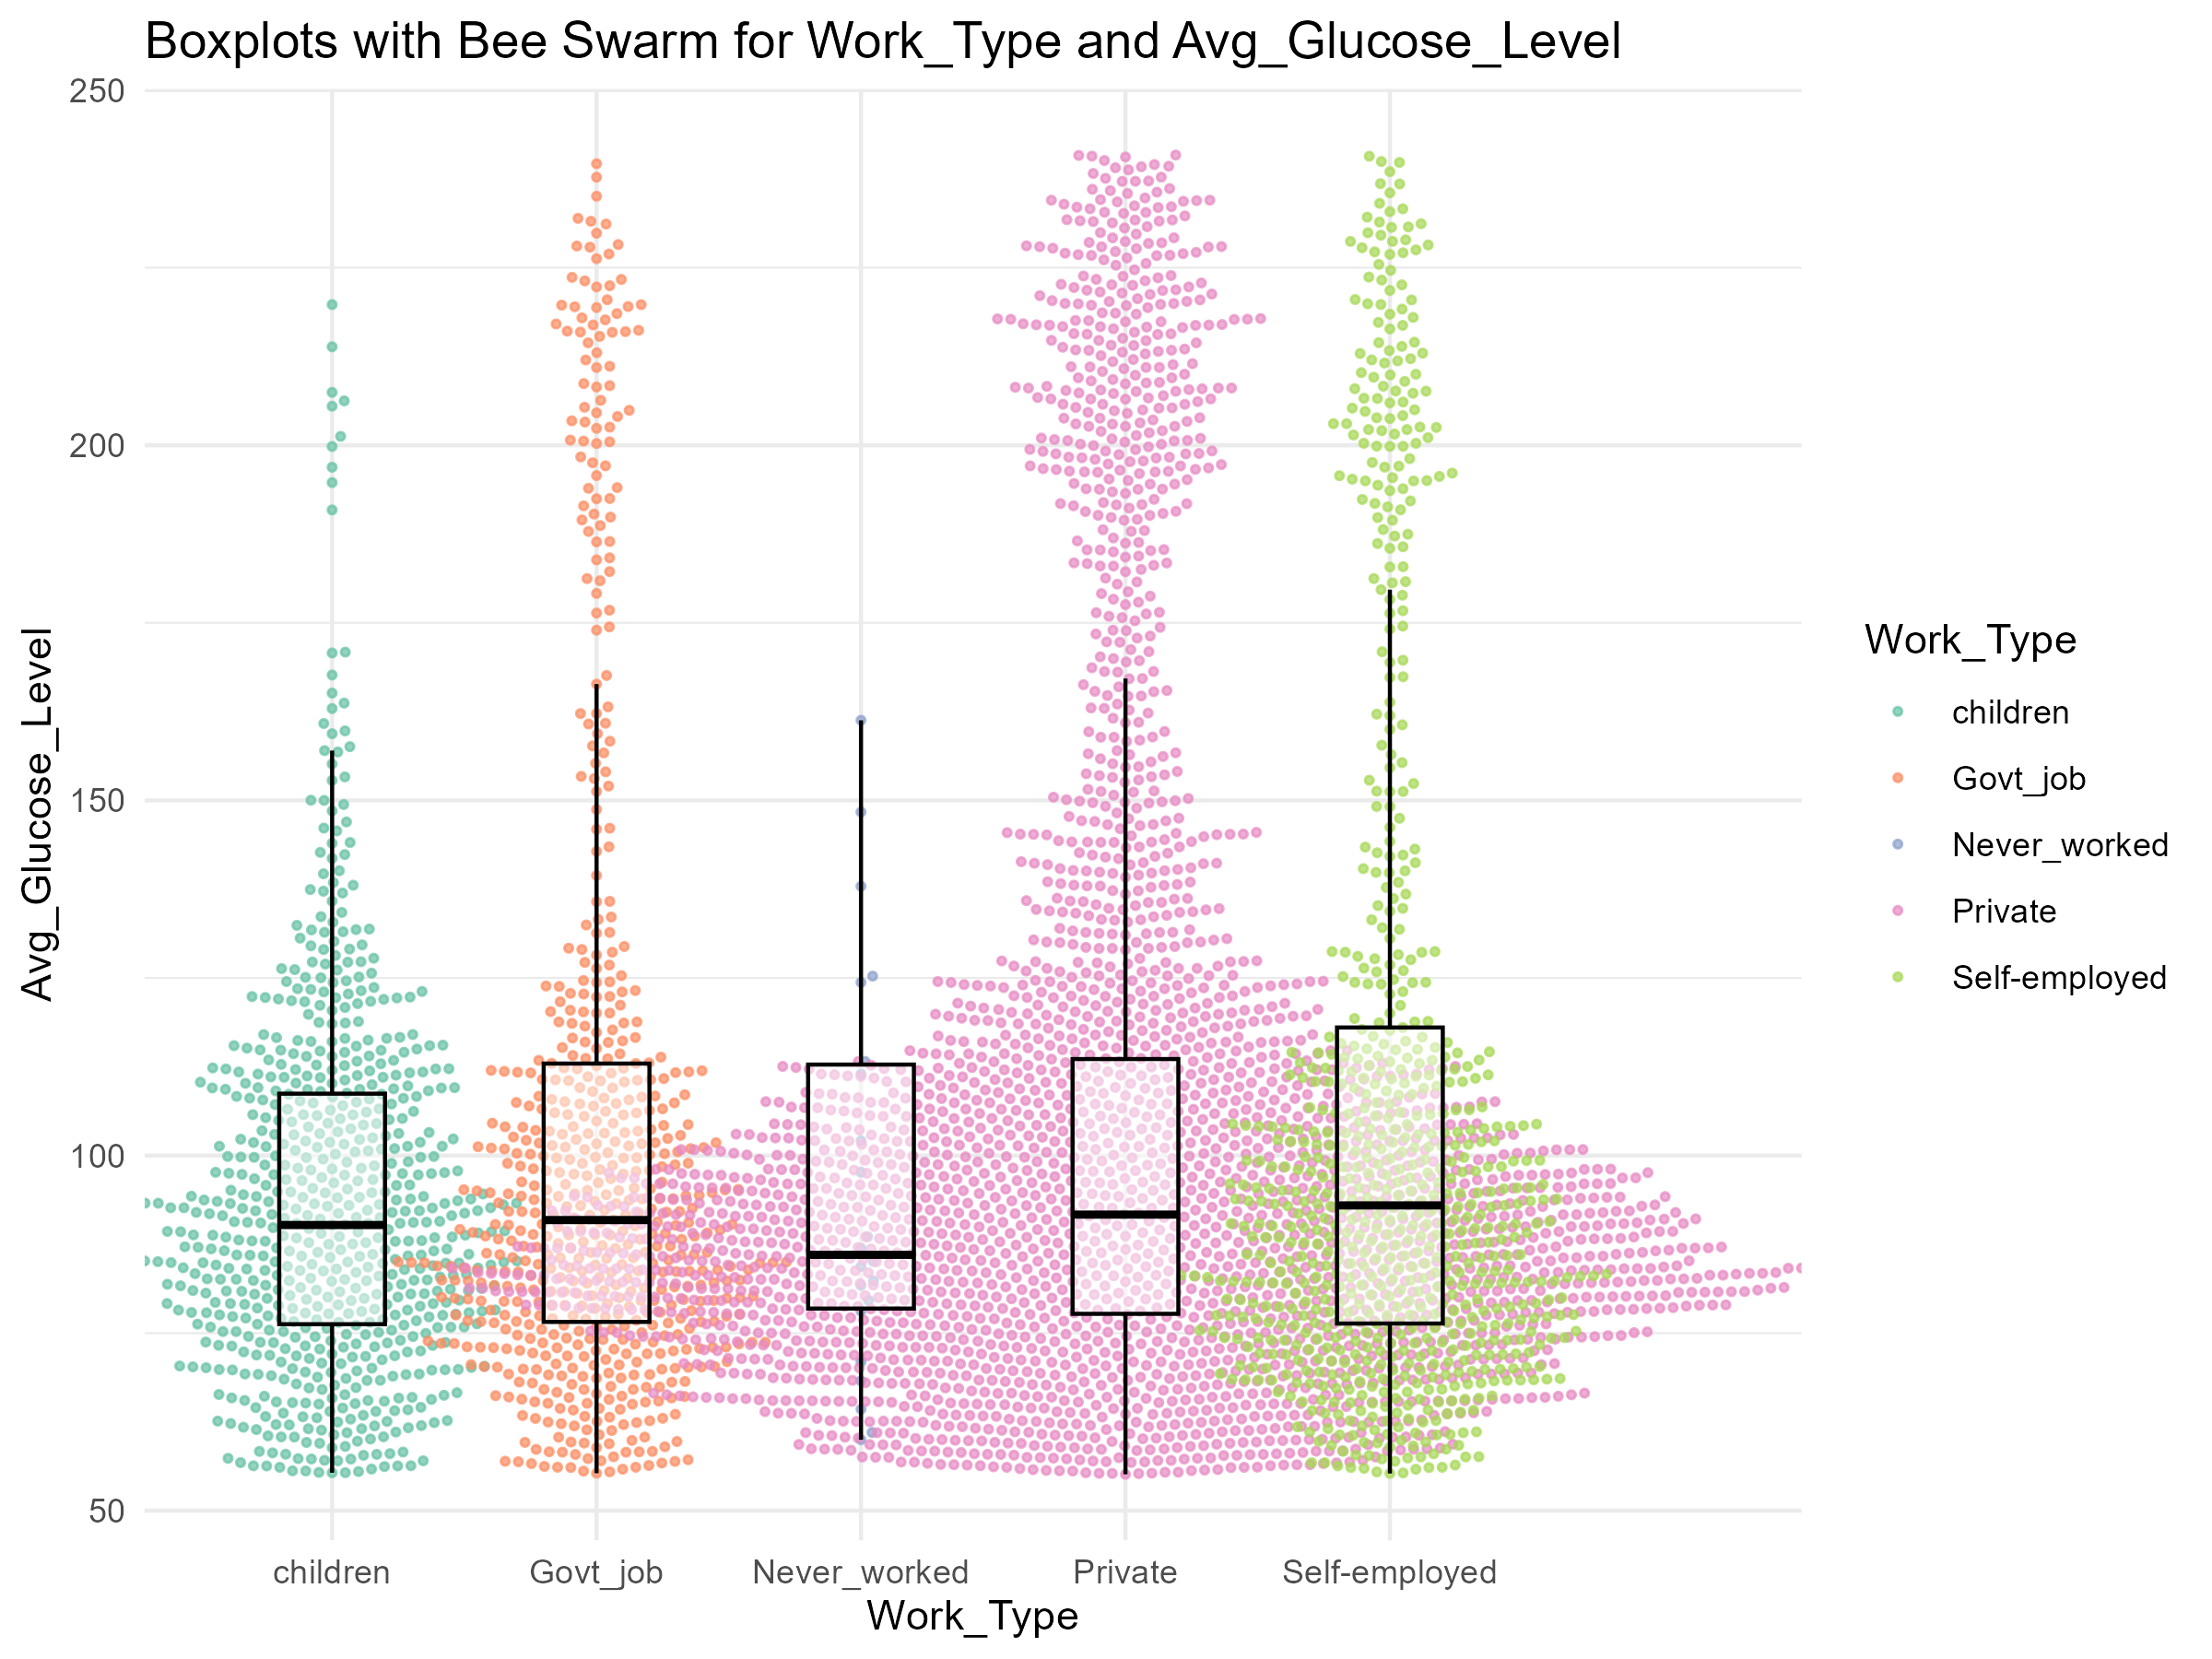 Boxplots with Bee Swarm for Work_Type and Avg_Glucose_Level
250
200
150
100
50
Avg_Glucose_Level
children
Govt_job
Never_worked
Private
Self-employed
Work_Type
Work_Type
children
Govt_job
Never_worked
Private
Self-employed